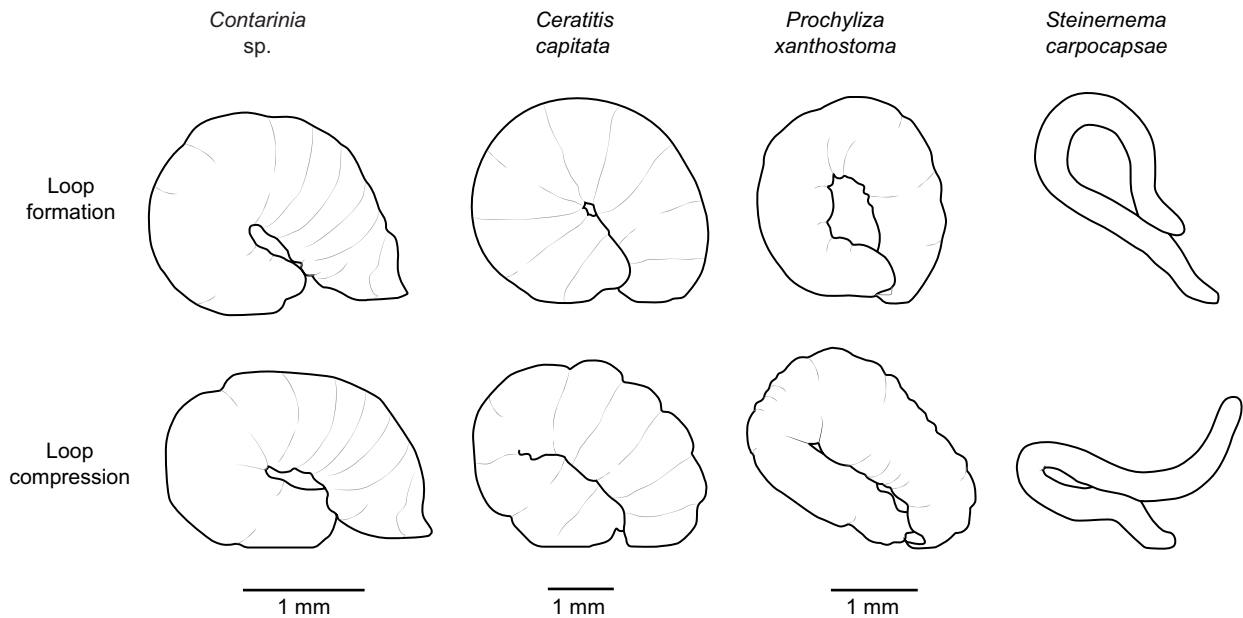 Contarinia
sp.
Ceratitis
capitata
Prochyliza
xanthostoma
Steinernema
carpocapsae
Loop
formation
Loop
compression
1 mm
1 mm
1 mm